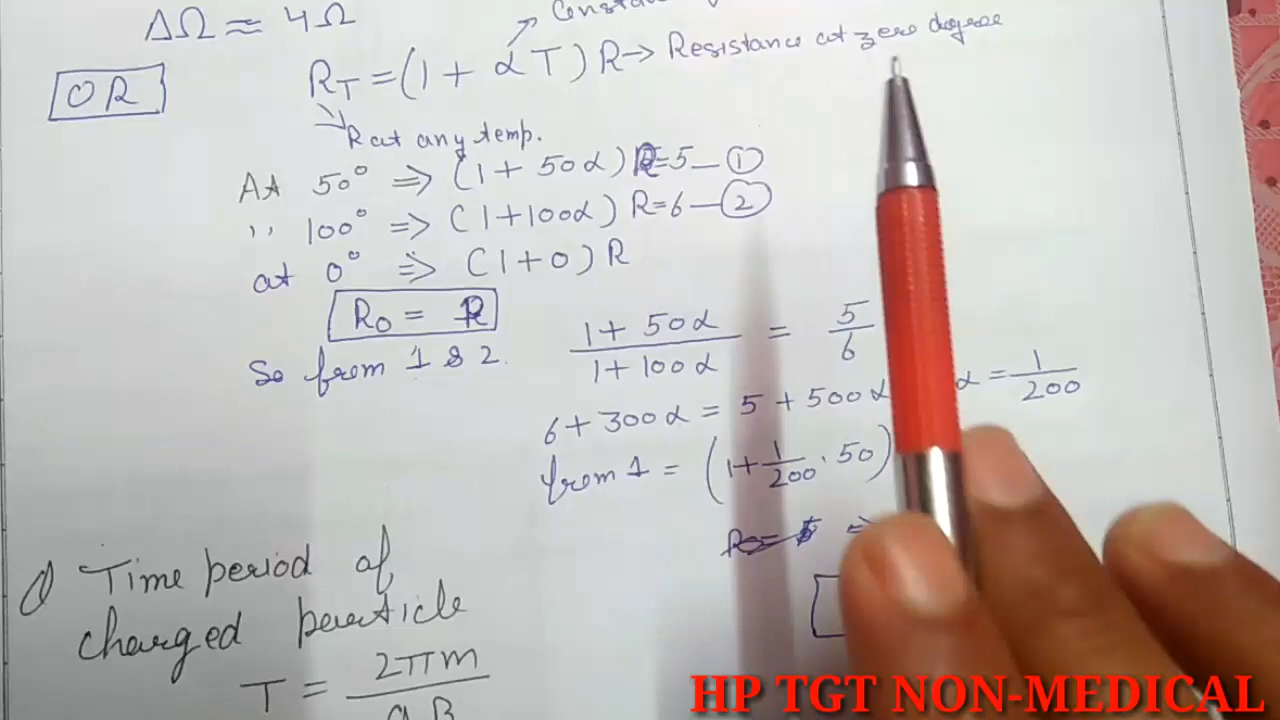 ΔΩ ≈ 4Ω
OR
R_T = (1 + αT) R → Resistance at zero degree
R at any temp.
At 50° ⇒ (1 + 50α) R = 5 — ①
,, 100° ⇒ (1 + 100α) R = 6 — ②
at 0° ⇒ (1 + 0) R
R₀ = R
So from 1 & 2. (1 + 50α)/(1 + 100α) = 5/6
6 + 300α = 5 + 500α α = 1/200
from 1 = (1 + 1/200 . 50)
Time period of
charged particle
T = 2πm
HP TGT NON-MEDICAL